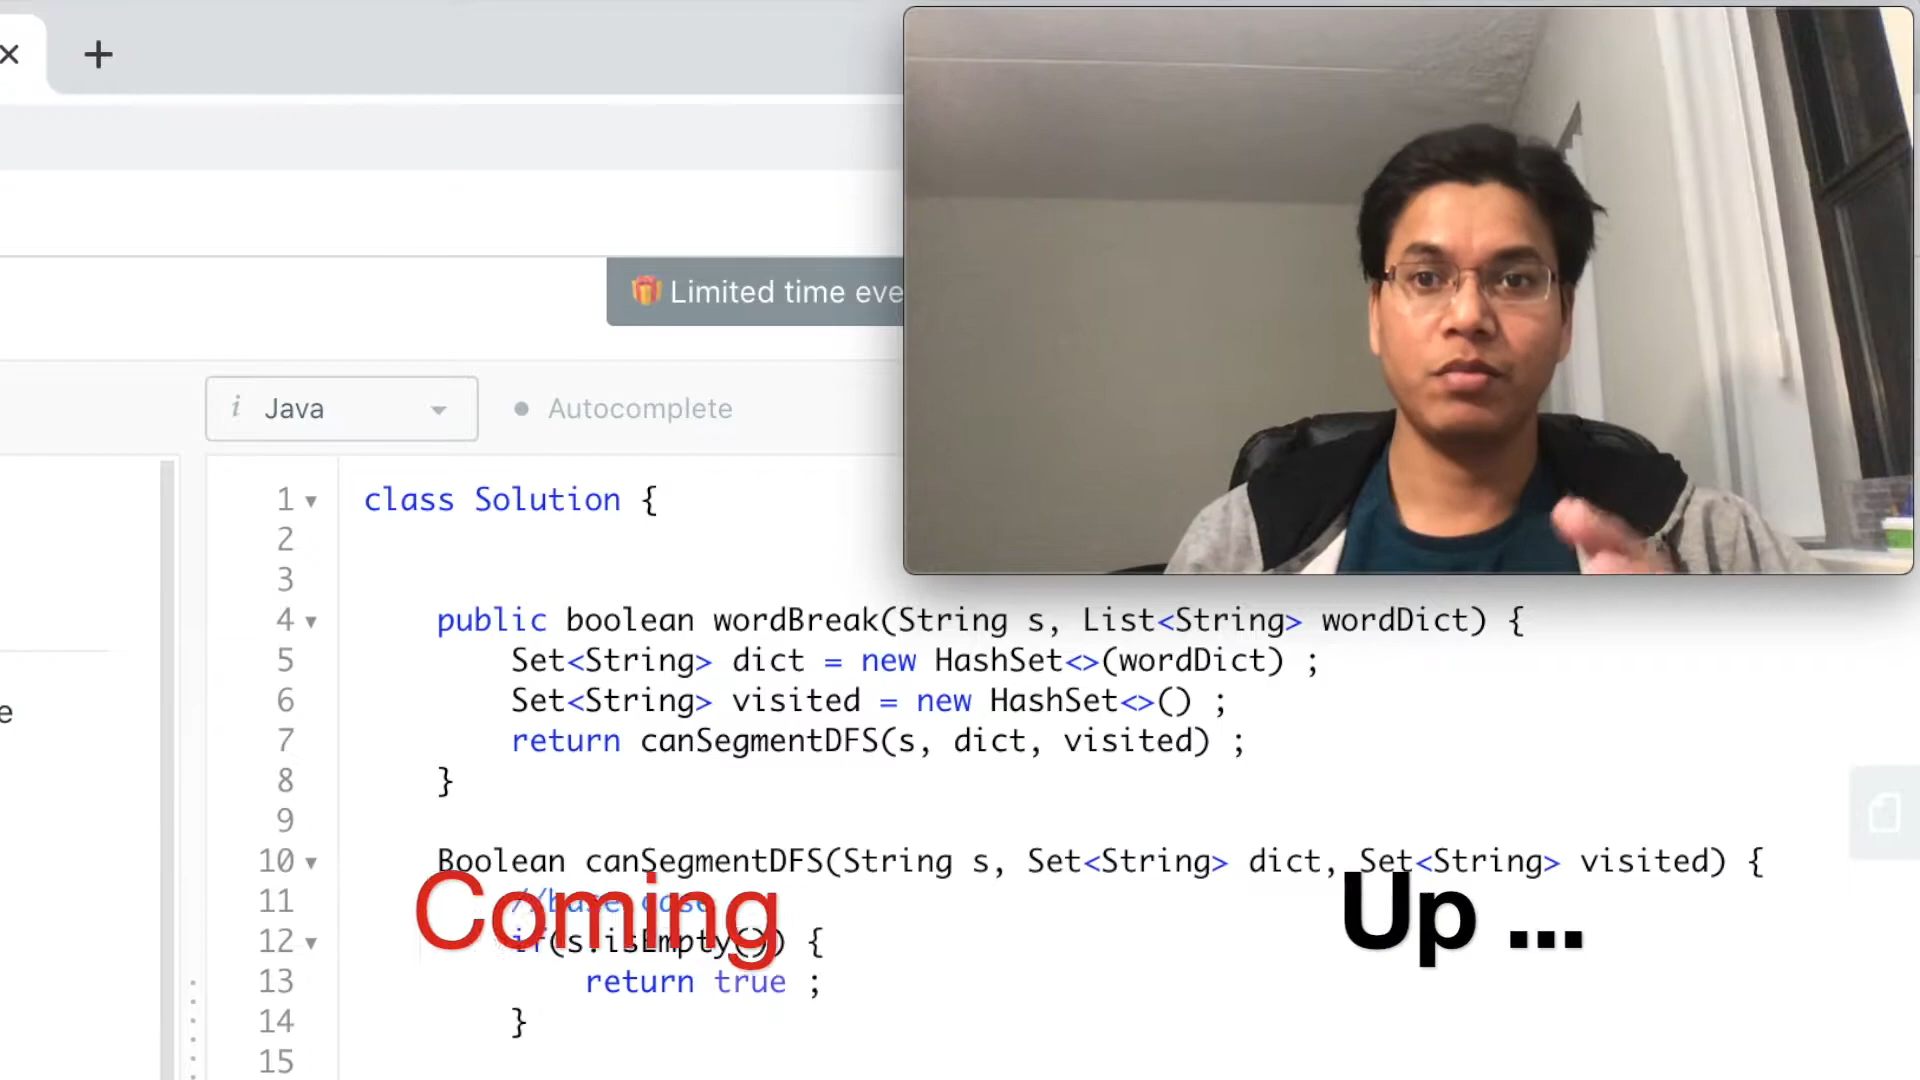 Limited time eve
i Java
Autocomplete
1 class Solution {
2
3
4 public boolean wordBreak(String s, List<String> wordDict) {
5 Set<String> dict = new HashSet<>(wordDict) ;
6 Set<String> visited = new HashSet<>() ;
e
7 return canSegmentDFS(s, dict, visited) ;
8 }
9
10 Boolean canSegmentDFS(String s, Set<String> dict, Set<String> visited) {
11 //base case
Coming Up ...
12 if(s.isEmpty()) {
13 return true ;
14 }
15